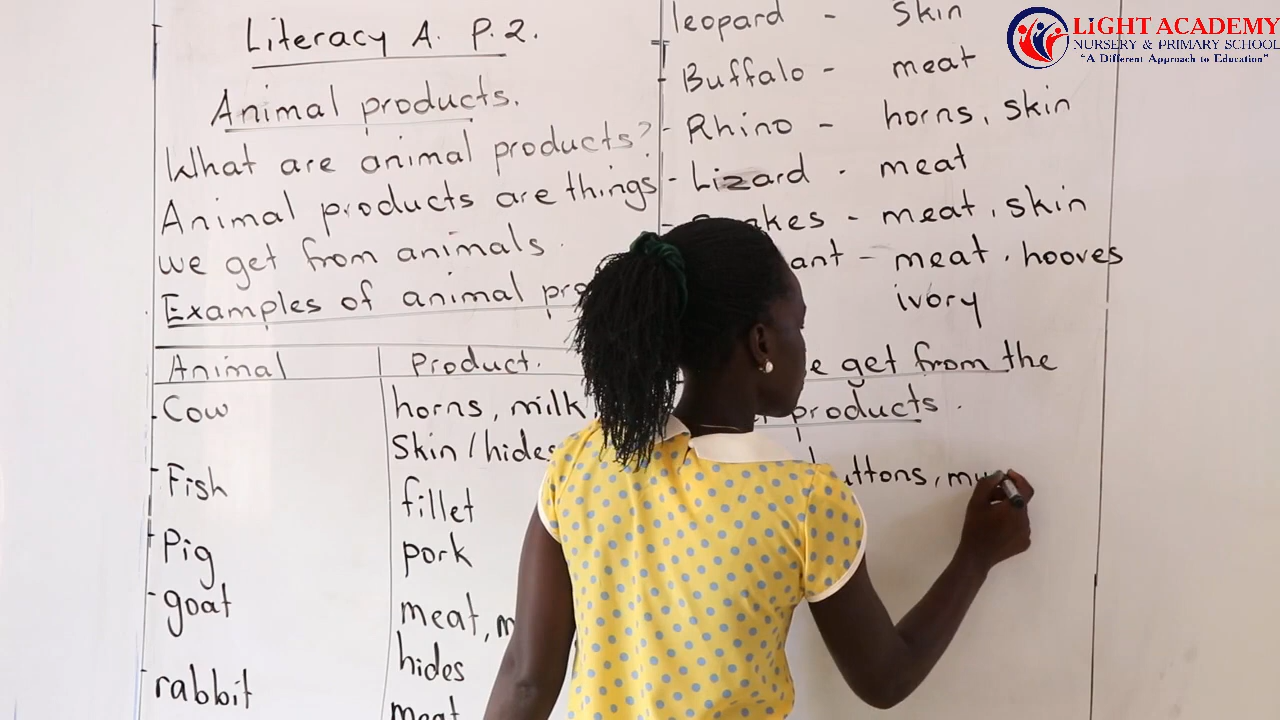 Literacy A. P.2.
Animal products.
What are animal products?
Animal products are things
we get from animals.
Examples of animal
Animal Product.
- Cow horns, milk
Skin / hides
- Fish fillet
- Pig pork
- goat meat,
hides
- rabbit meat
leopard - Skin
- Buffalo - meat
- Rhino - horns, skin
- Lizard - meat
- meat, skin
- meat, hooves
ivory
get from the
products.
LIGHT ACADEMY
NURSERY & PRIMARY SCHOOL
"A Different Approach to Education"